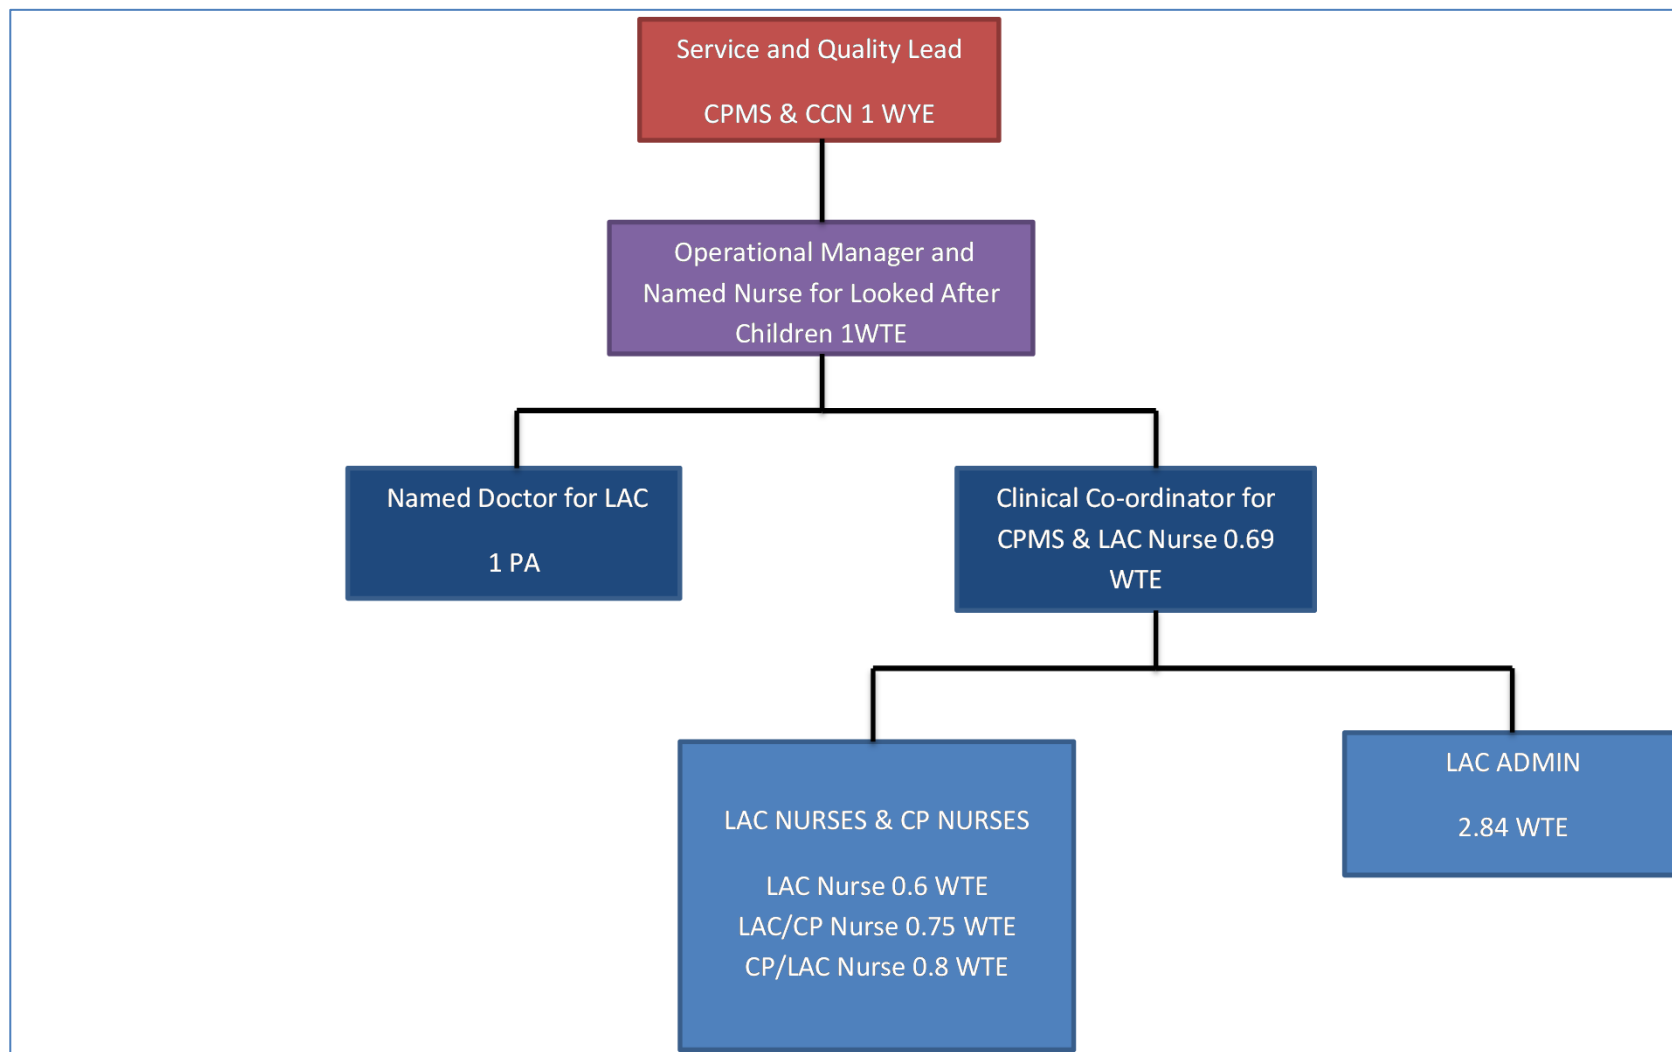 Service and Quality Lead
CPMS & CCN 1 WYE
Operational Manager and
Named Nurse for Looked After
Children 1WTE
Named Doctor for LAC
1 PA
Clinical Co-ordinator for
CPMS & LAC Nurse 0.69
WTE
LAC NURSES & CP NURSES
LAC Nurse 0.6 WTE
LAC/CP Nurse 0.75 WTE
CP/LAC Nurse 0.8 WTE
LAC ADMIN
2.84 WTE